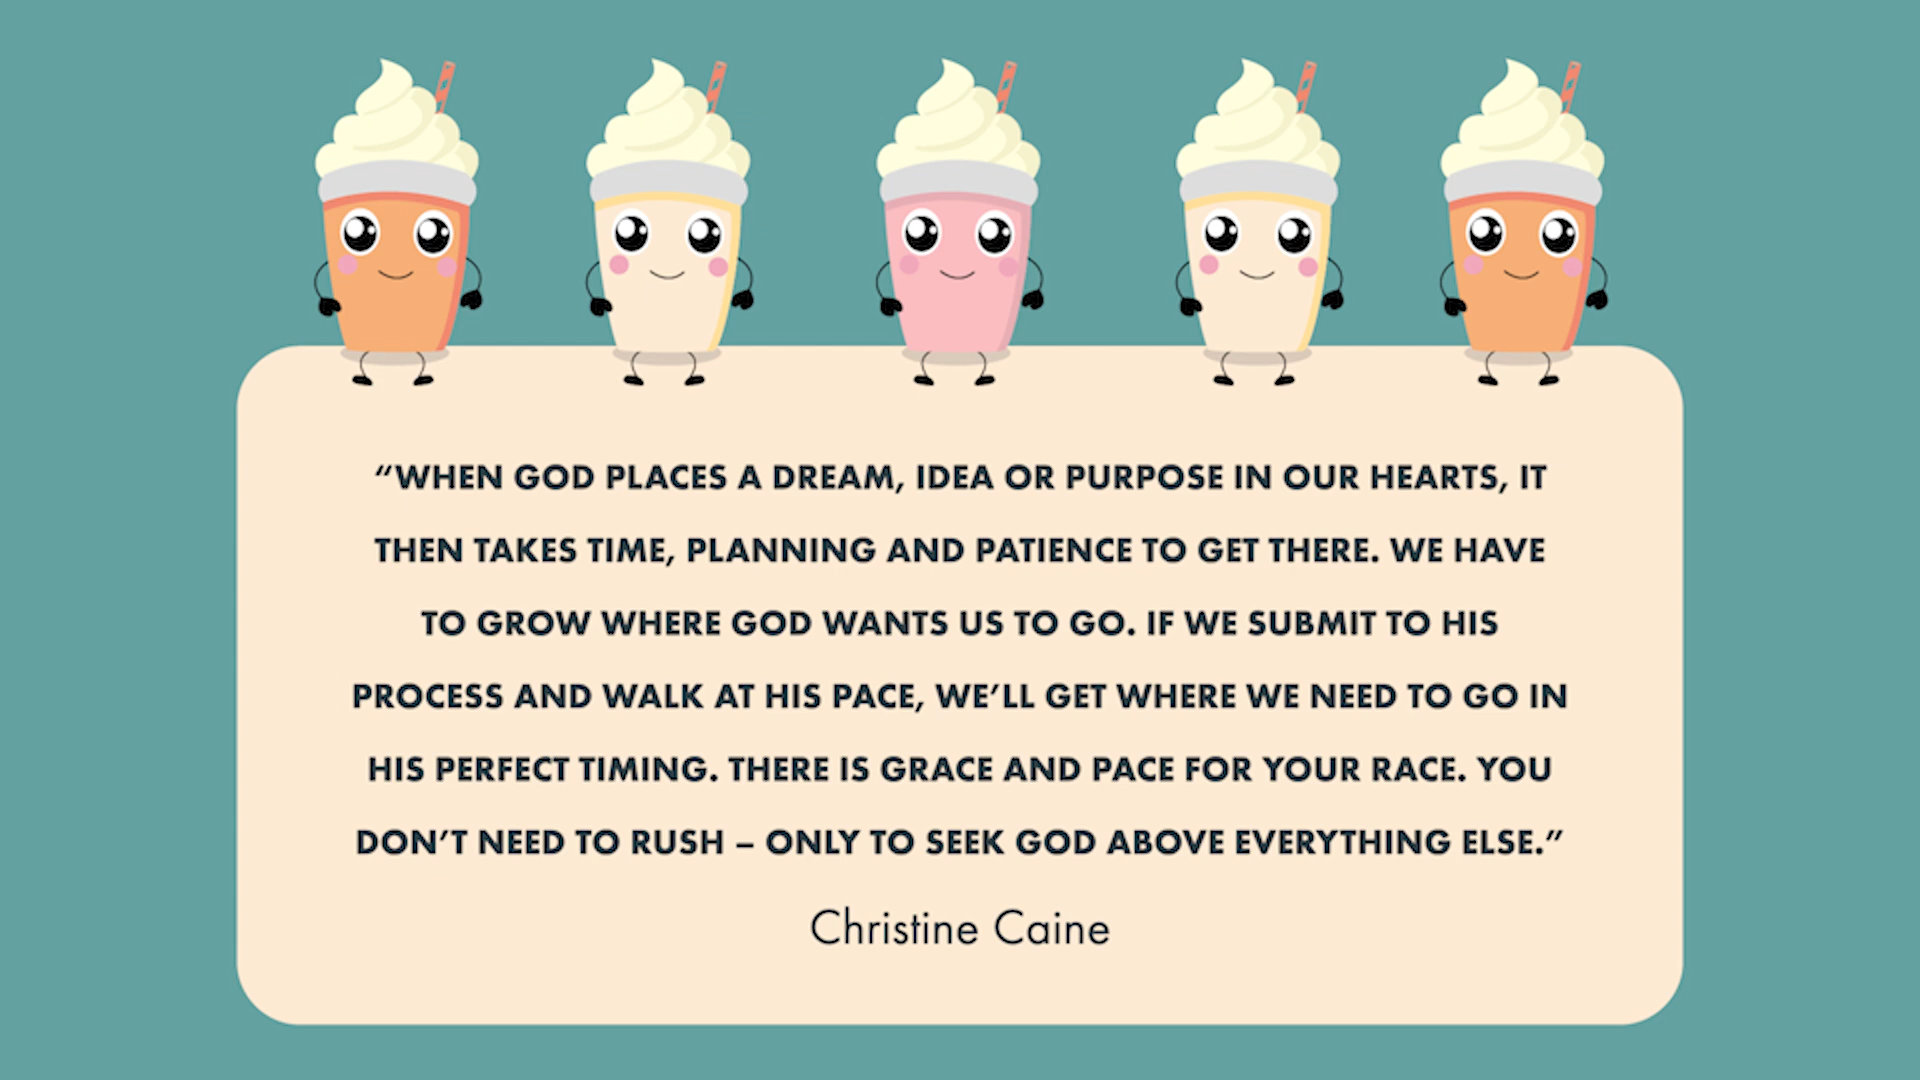 “WHEN GOD PLACES A DREAM, IDEA OR PURPOSE IN OUR HEARTS, IT
THEN TAKES TIME, PLANNING AND PATIENCE TO GET THERE. WE HAVE
TO GROW WHERE GOD WANTS US TO GO. IF WE SUBMIT TO HIS
PROCESS AND WALK AT HIS PACE, WE’LL GET WHERE WE NEED TO GO IN
HIS PERFECT TIMING. THERE IS GRACE AND PACE FOR YOUR RACE. YOU
DON’T NEED TO RUSH – ONLY TO SEEK GOD ABOVE EVERYTHING ELSE.”
Christine Caine